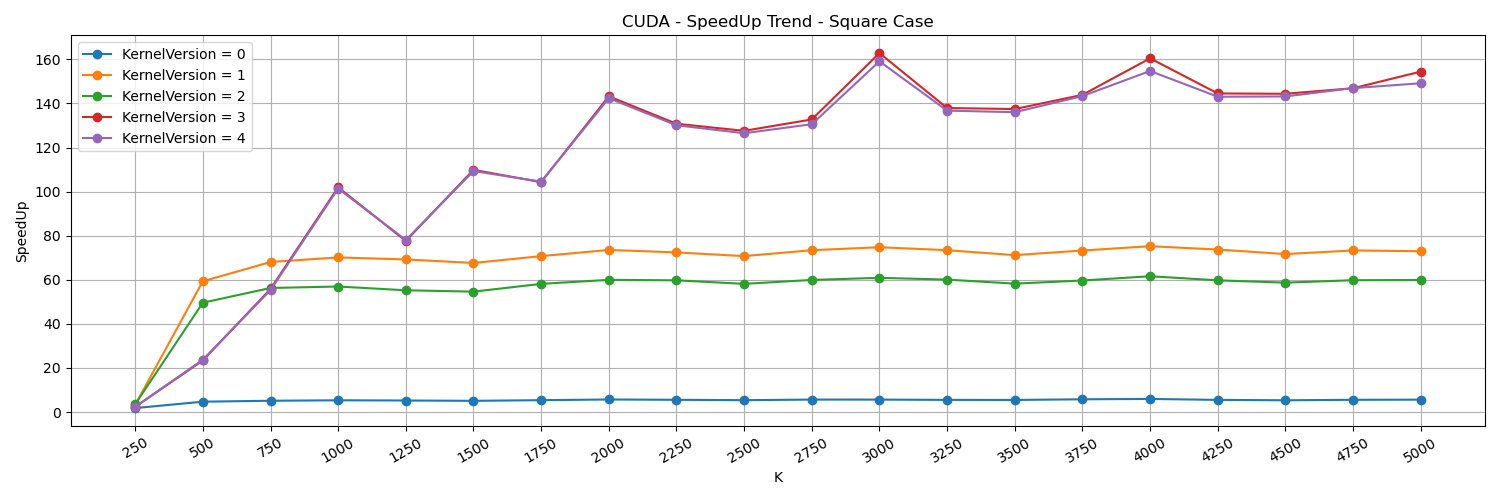 CUDA - SpeedUp Trend - Square Case
KernelVersion = 0
KernelVersion = 1
KernelVersion = 2
KernelVersion = 3
KernelVersion = 4
SpeedUp
160
140
120
100
80
60
40
20
0
250 500 750 1000 1250 1500 1750 2000 2250 2500 2750 3000 3250 3500 3750 4000 4250 4500 4750 5000
K